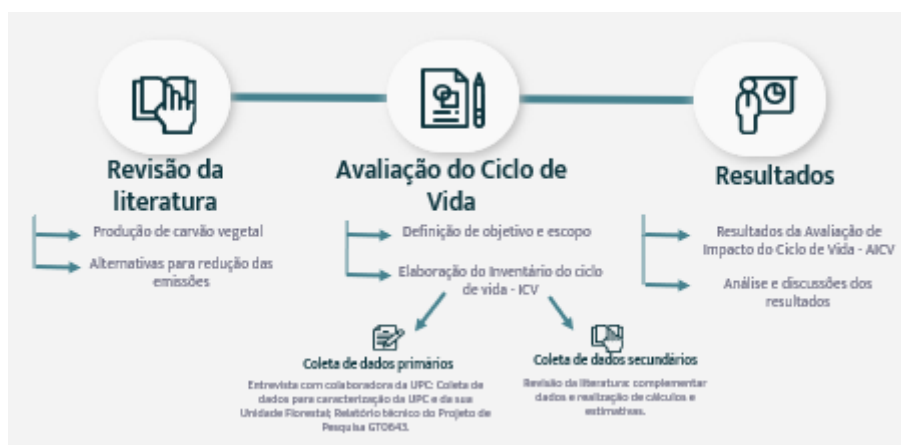 Revisão da
literatura
Produção de carvão vegetal
Alternativas para redução das
emissões
Avaliação do Ciclo de
Vida
Definição de objetivo e escopo
Elaboração do Inventário do ciclo
de vida - ICV
Coleta de dados primários
Entrevista com colaboradora da UPC: Coleta de
dados para caracterização da UPC e da sua
Unidade Florestal; Relatório técnico do Projeto de
Pesquisa GT0643.
Coleta de dados secundários
Revisão da literatura: complementar
dados e realização de cálculos e
estimativas.
Resultados
Resultados da Avaliação de
Impacto do Ciclo de Vida - AICV
Análise e discussões dos
resultados